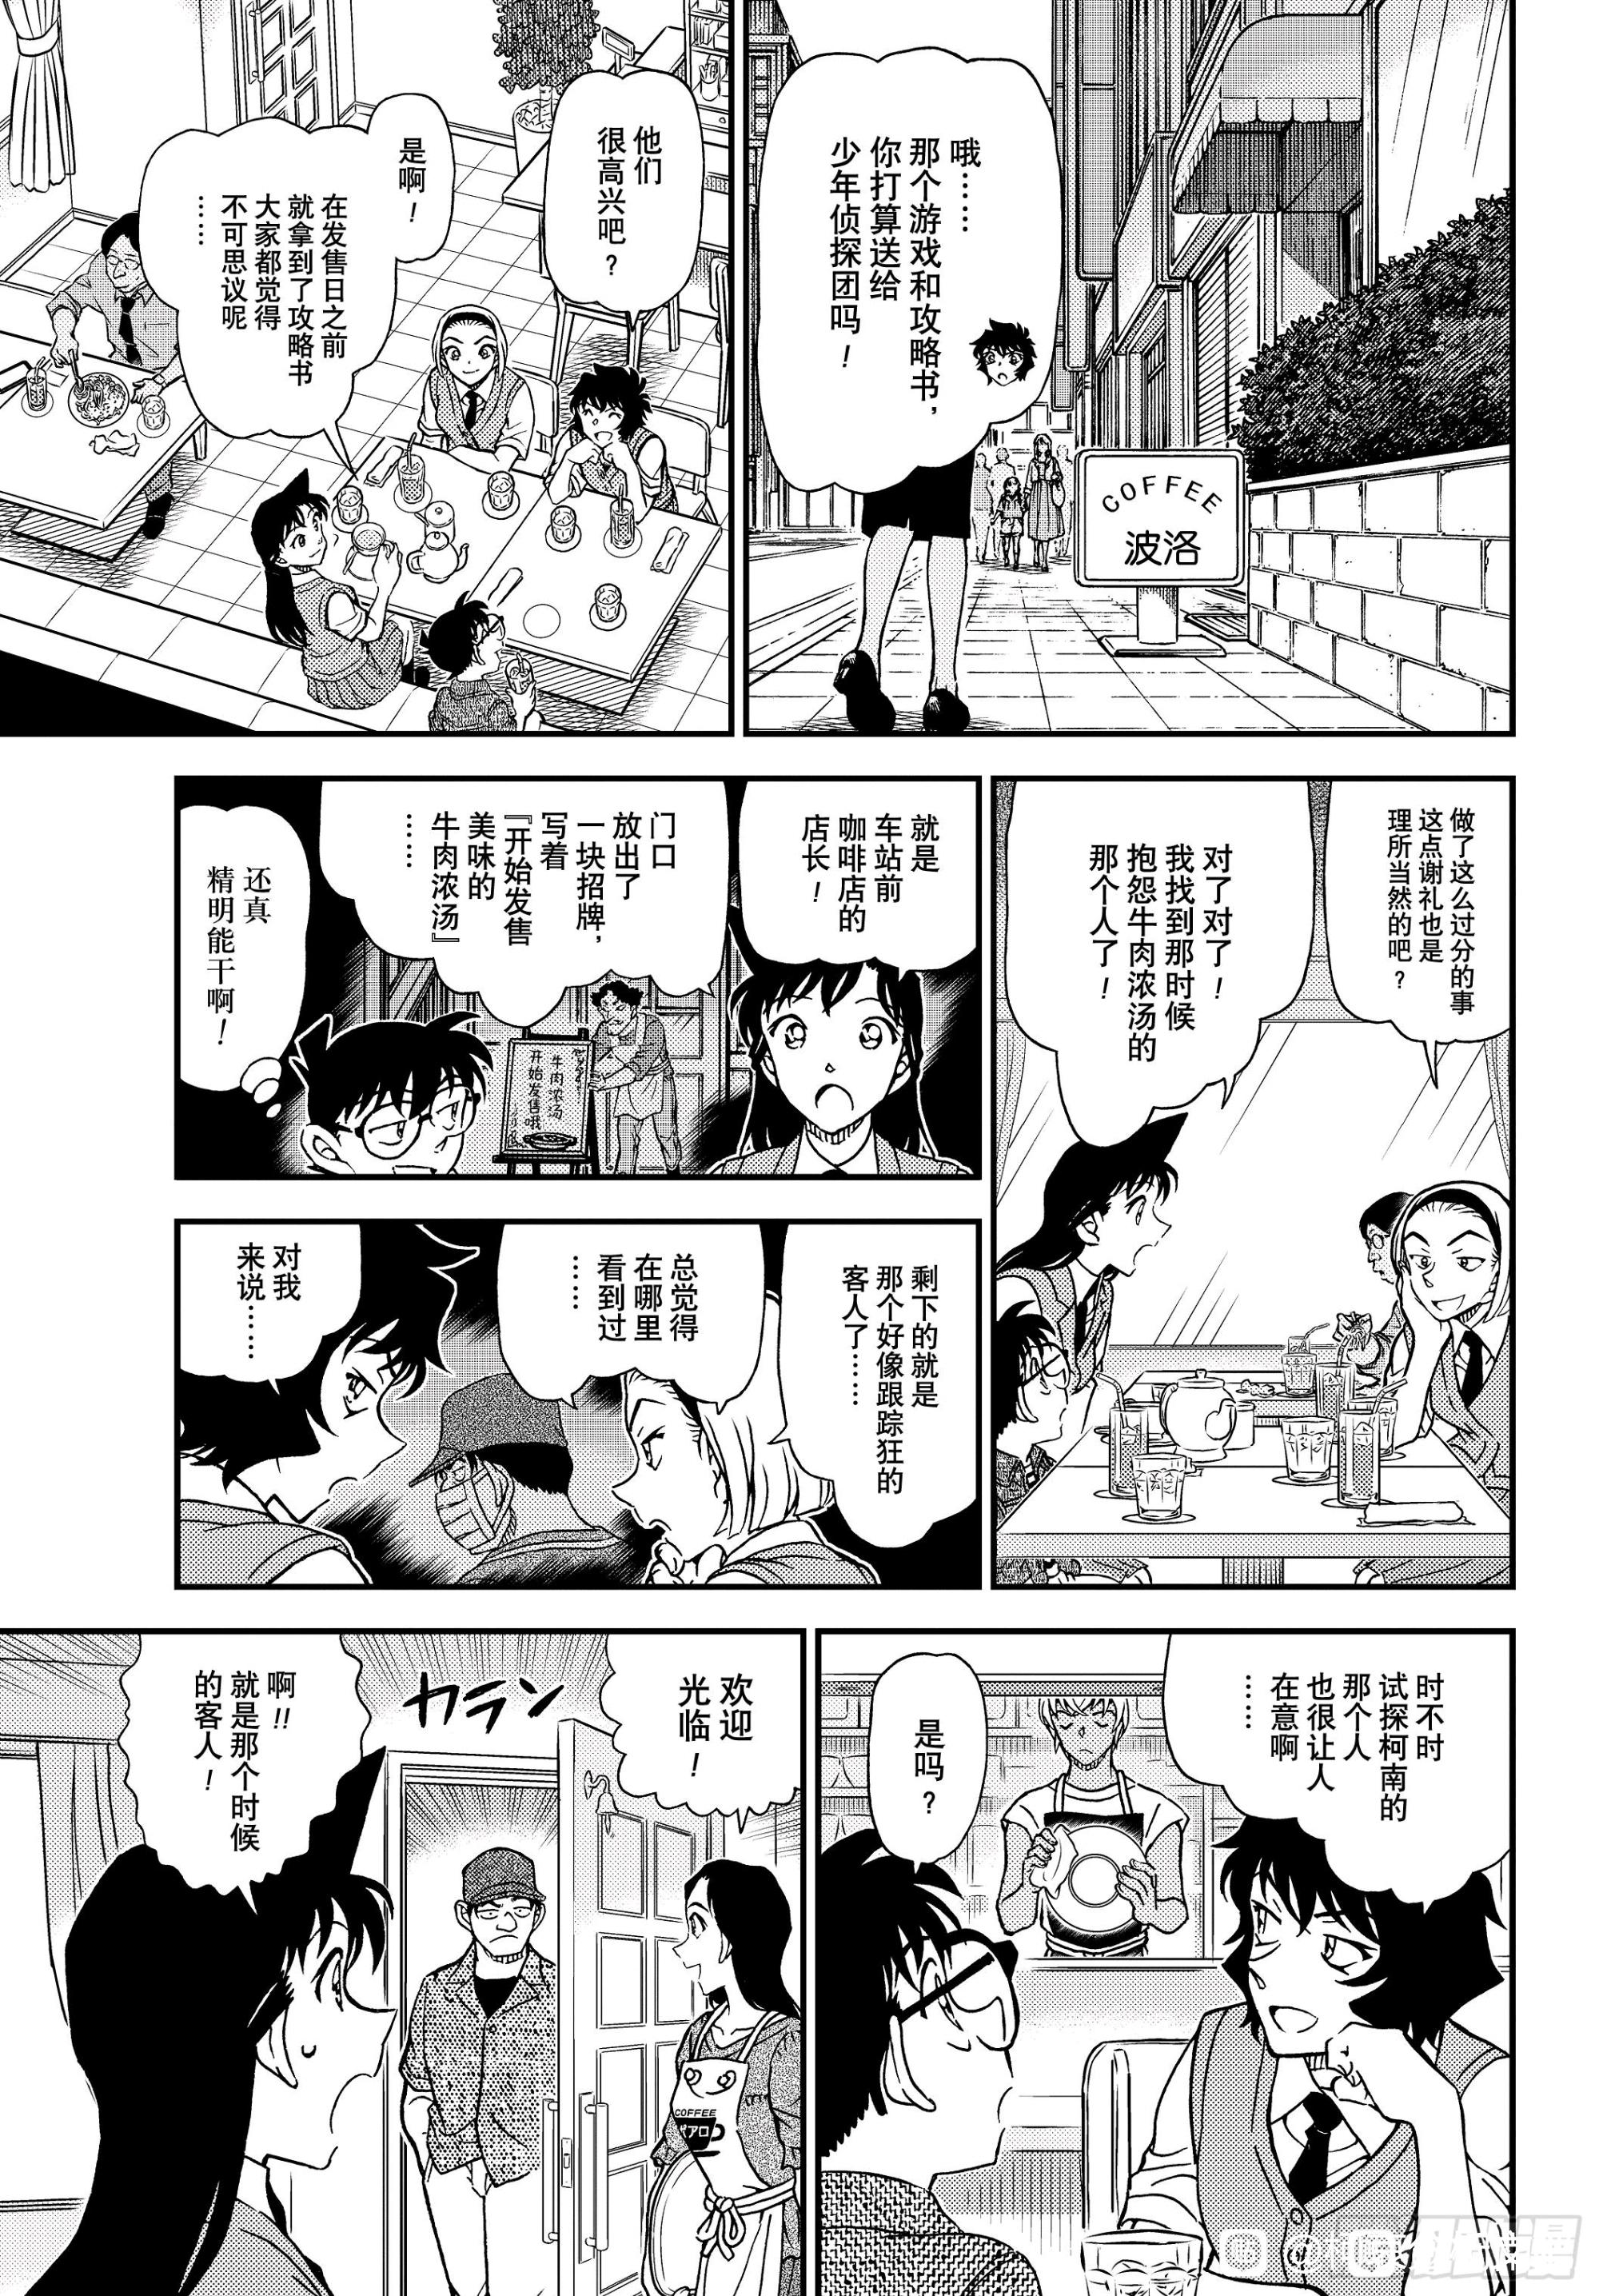 哦……
那个游戏和攻略书，
你打算送给
少年侦探团吗！
COFFEE
波洛
他们
很高兴吧？
是啊！
在发售日之前
就拿到了攻略书
大家都觉得
不可思议呢
……
做了这么过分的事
这点谢礼也是
理所当然的吧？
对了对了！
我找到那时候
抱怨牛肉浓汤的
那个人了！
就是
车站前
咖啡店的
店长！
门口
放出了
一块招牌，
写着
『开始发售
美味的
牛肉浓汤』
……
牛肉浓汤
开始发售哦
还真
精明能干啊！
剩下的就是
那个好像跟踪狂的
客人了……
总觉得
在哪里
看到过
……
对我
来说……
时不时
试探柯南的
那个人
也很让人
在意啊
……
是吗？
欢迎
光临！
カラン
COFFEE
ポアロ
啊!!
就是那个时候
的客人！